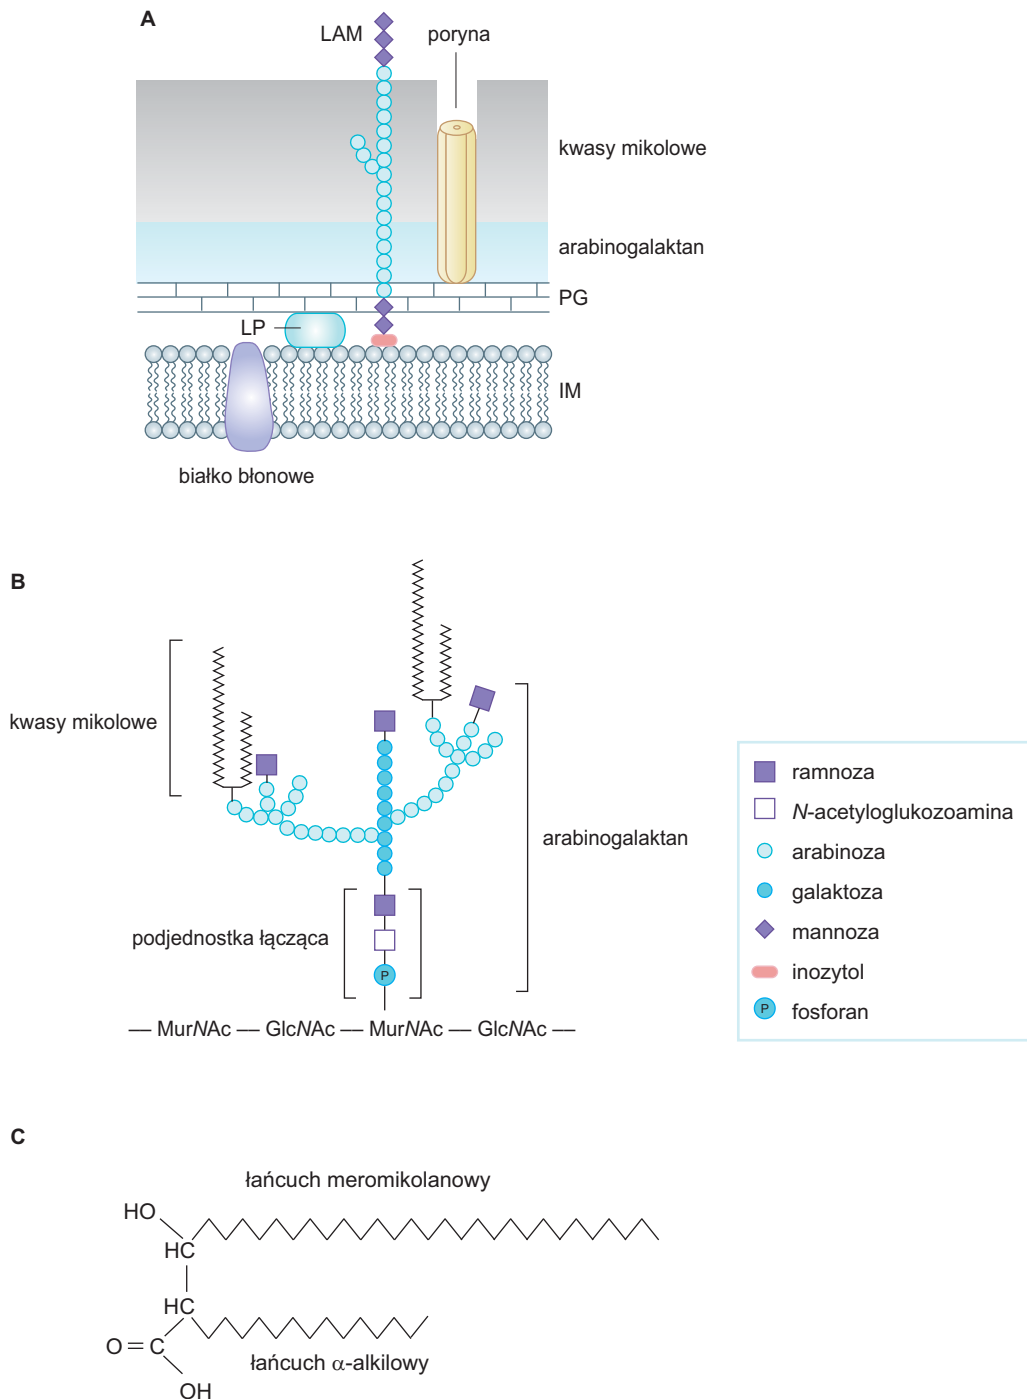 A
LAM
poryna
kwasy mikolowe
arabinogalaktan
PG
LP
IM
białko błonowe
B
kwasy mikolowe
arabinogalaktan
podjednostka łącząca
P
— MurNAc — GlcNAc — MurNAc — GlcNAc —
ramnoza
N-acetyloglukozoamina
arabinoza
galaktoza
mannoza
inozytol
P fosforan
C
łańcuch meromikolanowy
HO
HC
HC
O=C
łańcuch α-alkilowy
OH